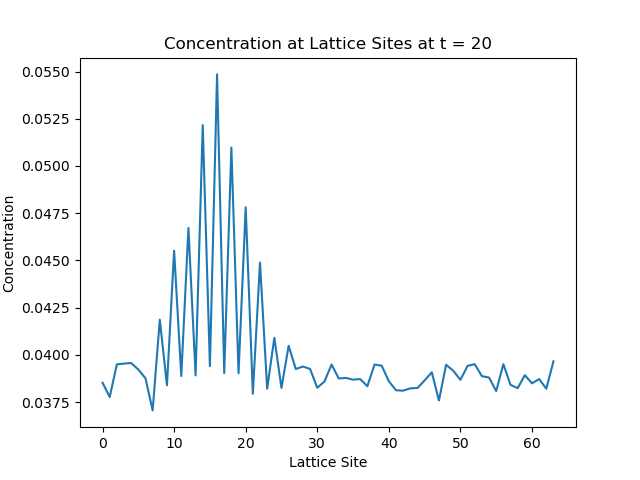 Concentration at Lattice Sites at t = 20
0.0550
0.0525
0.0500
0.0475
0.0450
0.0425
0.0400
0.0375
Concentration
0 10 20 30 40 50 60
Lattice Site